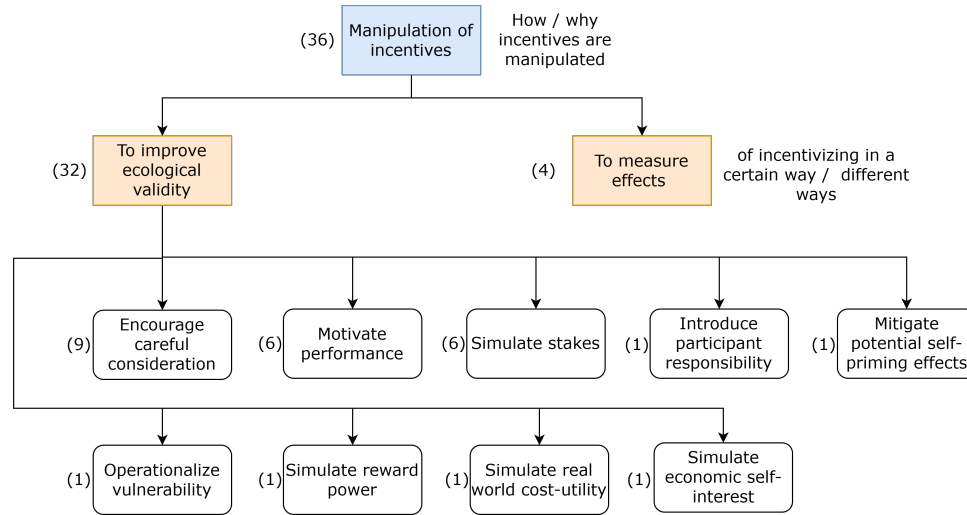 (36)
Manipulation of
incentives
How / why
incentives are
manipulated
(32)
To improve
ecological
validity
(4)
To measure
effects
of incentivizing in a
certain way / different
ways
(9)
Encourage
careful
consideration
(6)
Motivate
performance
(6)
Simulate stakes
(1)
Introduce
participant
responsibility
(1)
Mitigate
potential self-
priming effects
(1)
Operationalize
vulnerability
(1)
Simulate reward
power
(1)
Simulate real
world cost-utility
(1)
Simulate
economic self-
interest